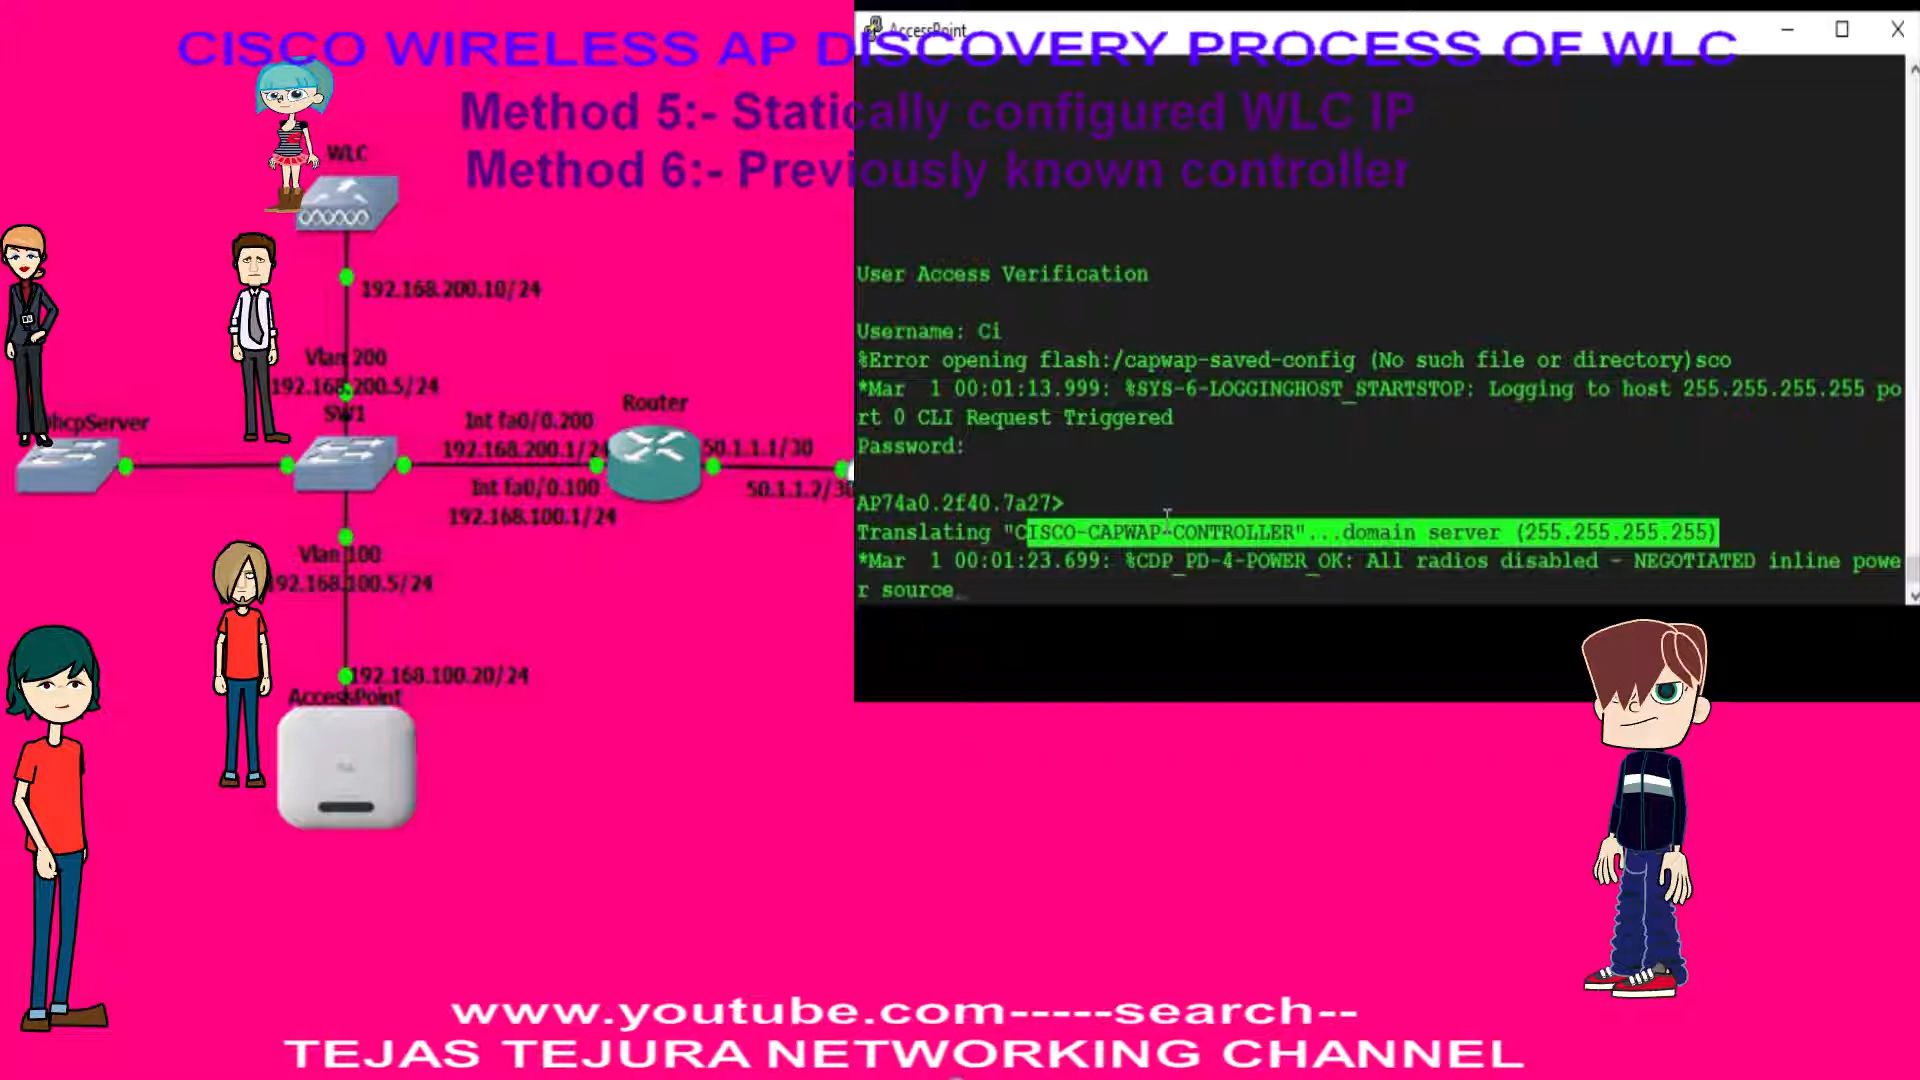 AccessPoint
CISCO WIRELESS AP DISCOVERY PROCESS OF WLC
Method 5:- Statically configured WLC IP
Method 6:- Previously known controller
WLC
192.168.200.10/24
Vlan 200
192.168.200.5/24
SW1
hcpServer
Int fa0/0.200
192.168.200.1/24
Int fa0/0.100
192.168.100.1/24
Router
50.1.1.1/30
50.1.1.2/30
Vlan 100
192.168.100.5/24
192.168.100.20/24
AccessPoint
User Access Verification
Username: Ci
%Error opening flash:/capwap-saved-config (No such file or directory)sco
*Mar 1 00:01:13.999: %SYS-6-LOGGINGHOST_STARTSTOP: Logging to host 255.255.255.255 po
rt 0 CLI Request Triggered
Password:
AP74a0.2f40.7a27>
Translating "CISCO-CAPWAP-CONTROLLER"...domain server (255.255.255.255)
*Mar 1 00:01:23.699: %CDP_PD-4-POWER_OK: All radios disabled - NEGOTIATED inline powe
r source
www.youtube.com-----search--
TEJAS TEJURA NETWORKING CHANNEL